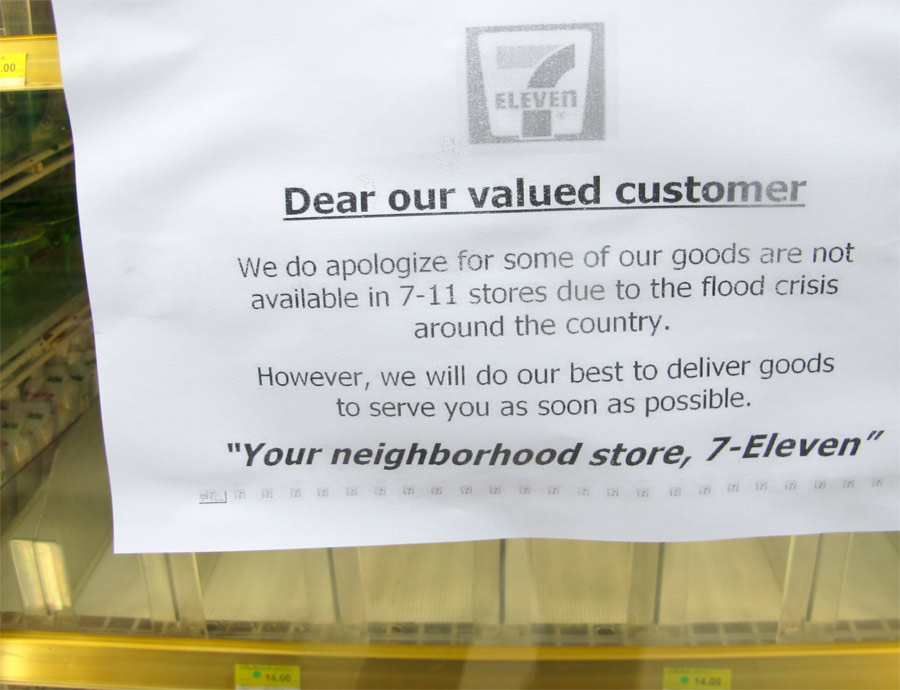 .00
ELEVEN
Dear our valued customer
We do apologize for some of our goods are not
available in 7-11 stores due to the flood crisis
around the country.
However, we will do our best to deliver goods
to serve you as soon as possible.
"Your neighborhood store, 7-Eleven”
14.00
14.00